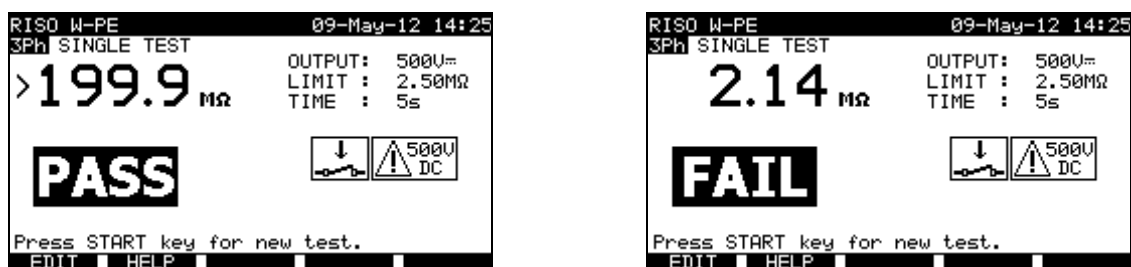 RISO W-PE 09-May-12 14:25
3Ph SINGLE TEST
>199.9 MΩ
OUTPUT: 500V⎓
LIMIT : 2.50MΩ
TIME : 5s
PASS
500V
DC
Press START key for new test.
EDIT HELP
RISO W-PE 09-May-12 14:25
3Ph SINGLE TEST
2.14 MΩ
OUTPUT: 500V⎓
LIMIT : 2.50MΩ
TIME : 5s
FAIL
500V
DC
Press START key for new test.
EDIT HELP